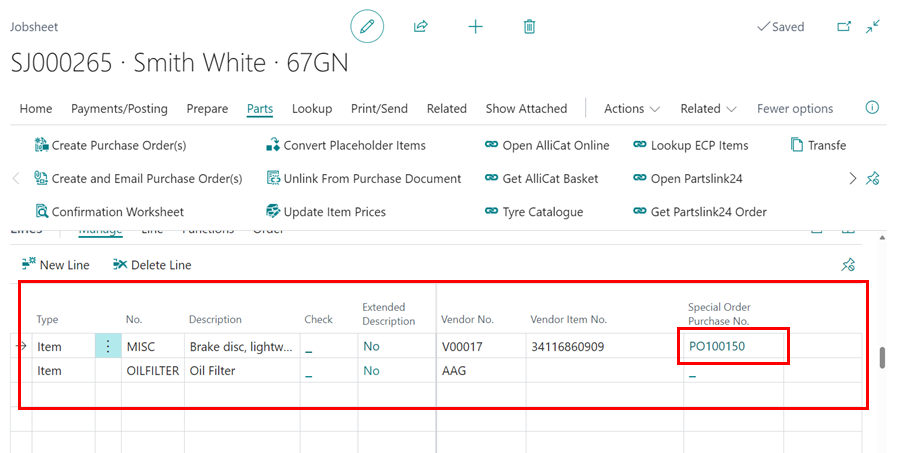 Jobsheet
Saved
SJ000265 · Smith White · 67GN
Home Payments/Posting Prepare Parts Lookup Print/Send Related Show Attached Actions Related Fewer options
Create Purchase Order(s) Convert Placeholder Items Open AlliCat Online Lookup ECP Items Transfe
Create and Email Purchase Order(s) Unlink From Purchase Document Get AlliCat Basket Open Partslink24
Confirmation Worksheet Update Item Prices Tyre Catalogue Get Partslink24 Order
Lines Manage Line Functions Order
New Line Delete Line
Type No. Description Check Extended Description Vendor No. Vendor Item No. Special Order Purchase No.
Item MISC Brake disc, lightw... _ No V00017 34116860909 PO100150
Item OILFILTER Oil Filter _ No AAG _